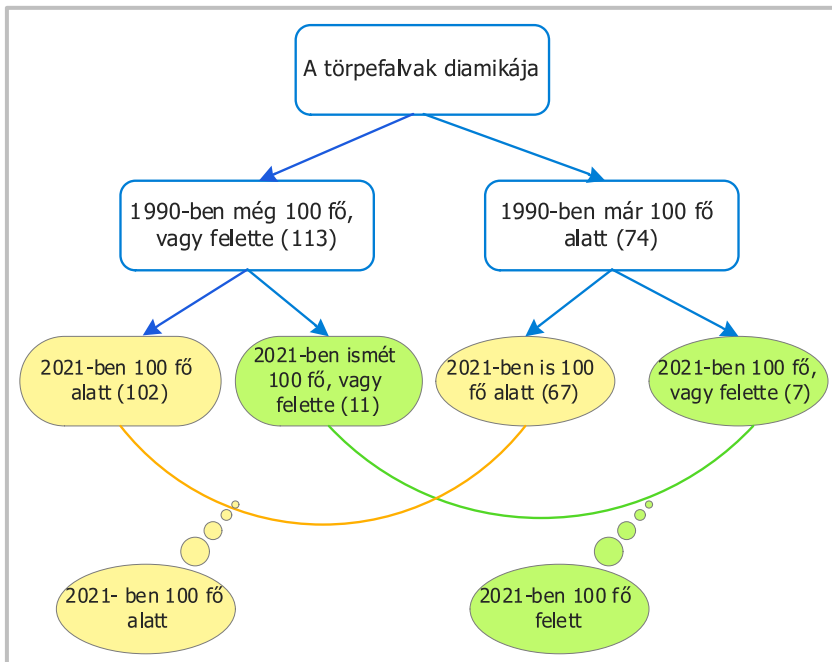 A törpefalvak diamikája
1990-ben még 100 fő,
vagy felette (113)
1990-ben már 100 fő
alatt (74)
2021-ben 100 fő
alatt (102)
2021-ben ismét
100 fő, vagy
felette (11)
2021-ben is 100
fő alatt (67)
2021-ben 100 fő,
vagy felette (7)
2021- ben 100 fő
alatt
2021-ben 100 fő
felett